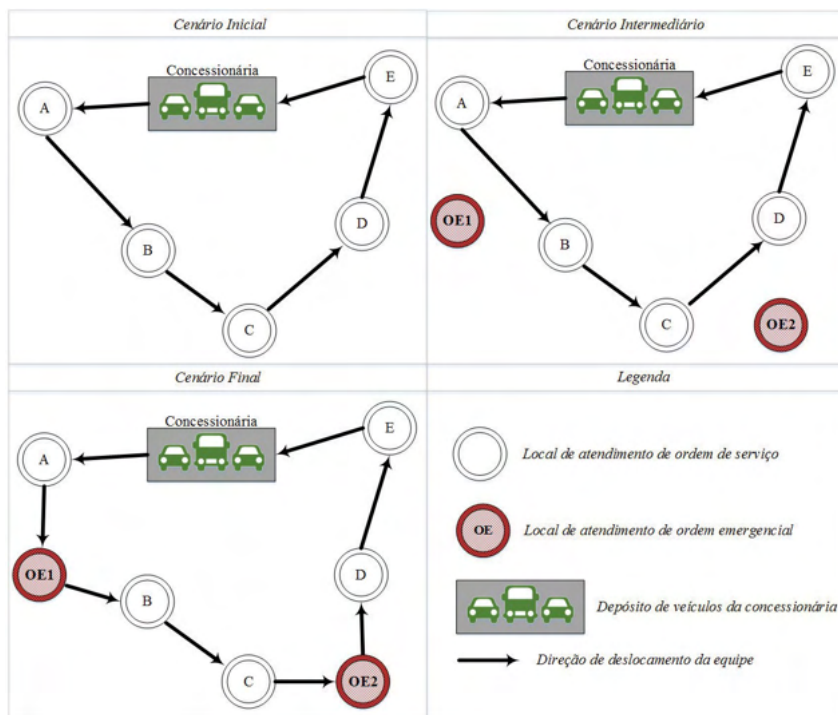 Cenário Inicial
Concessionária
E
A
D
B
C
Cenário Intermediário
Concessionária
E
A
OE1
D
B
C
OE2
Cenário Final
Concessionária
E
A
OE1
D
B
C
OE2
Legenda
Local de atendimento de ordem de serviço
OE
Local de atendimento de ordem emergencial
Depósito de veículos da concessionária
Direção de deslocamento da equipe